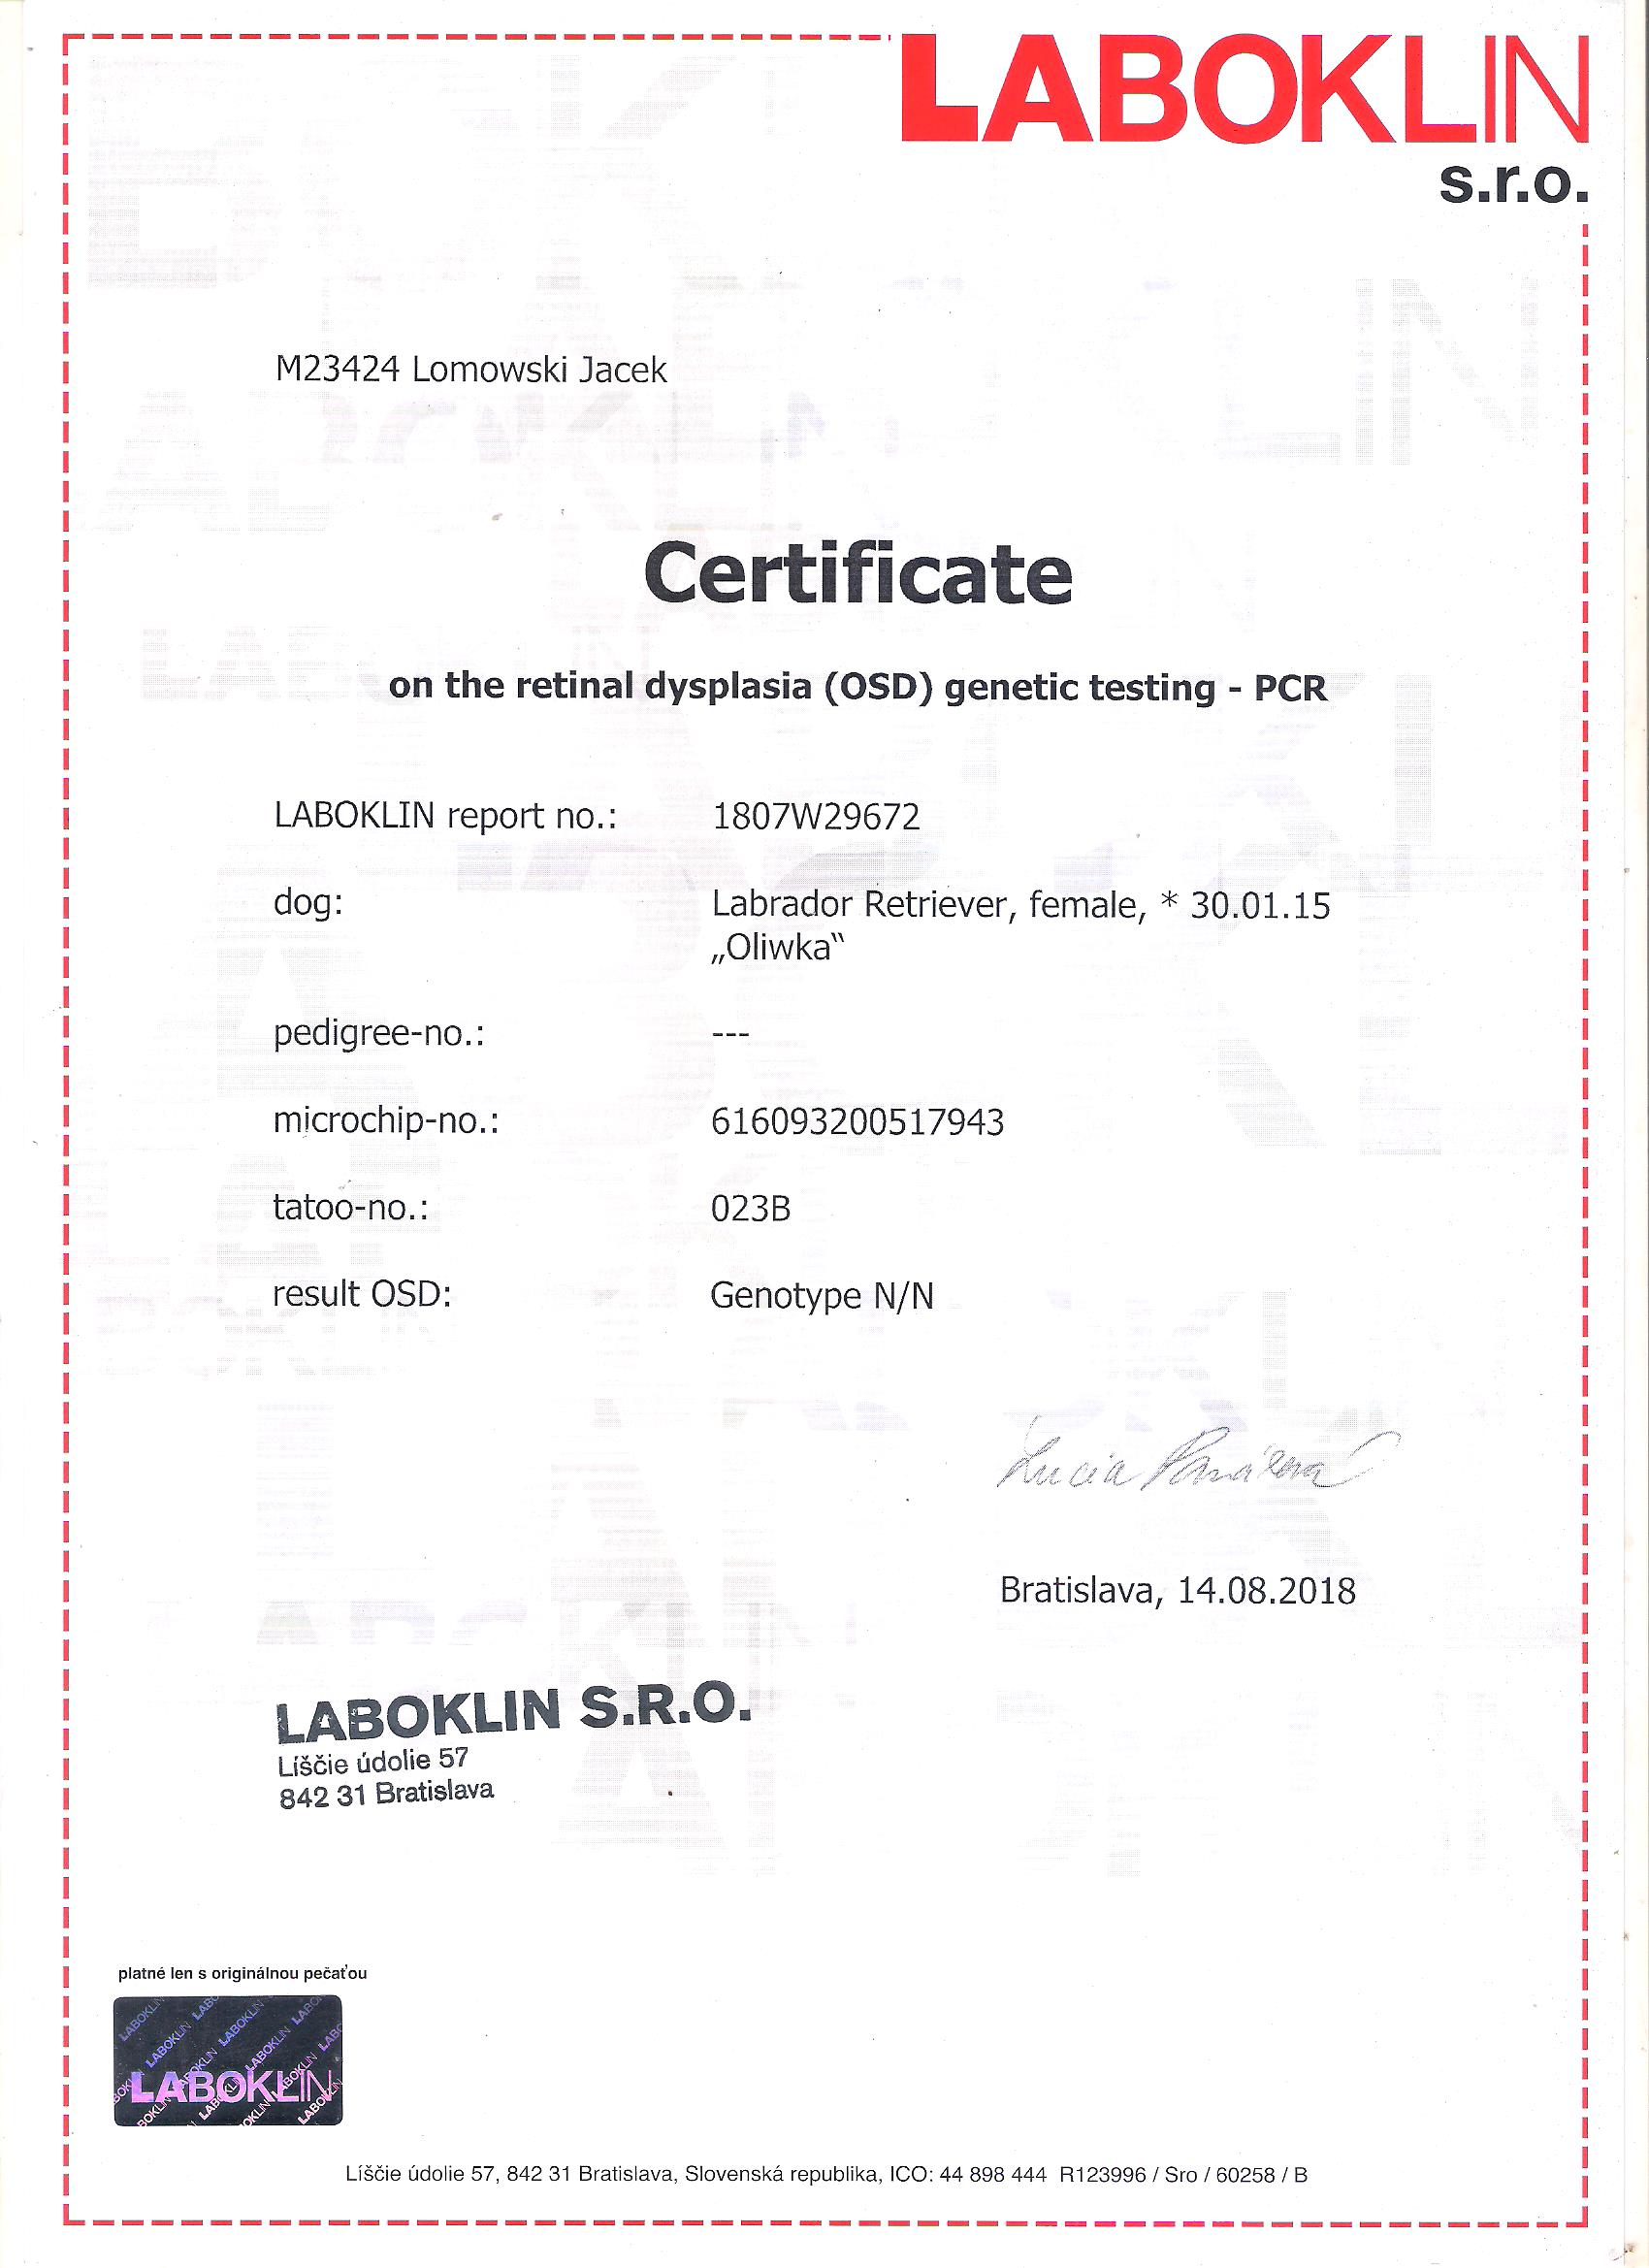 LABOKLIN
s.r.o.
M23424 Lomowski Jacek
Certificate
on the retinal dysplasia (OSD) genetic testing - PCR
LABOKLIN report no.: 1807W29672
dog: Labrador Retriever, female, * 30.01.15
„Oliwka“
pedigree-no.: ---
microchip-no.: 616093200517943
tatoo-no.: 023B
result OSD: Genotype N/N
Lucia
Bratislava, 14.08.2018
LABOKLIN S.R.O.
Líščie údolie 57
842 31 Bratislava
platné len s originálnou pečaťou
LABOKLIN
Líščie údolie 57, 842 31 Bratislava, Slovenská republika, ICO: 44 898 444 R123996 / Sro / 60258 / B